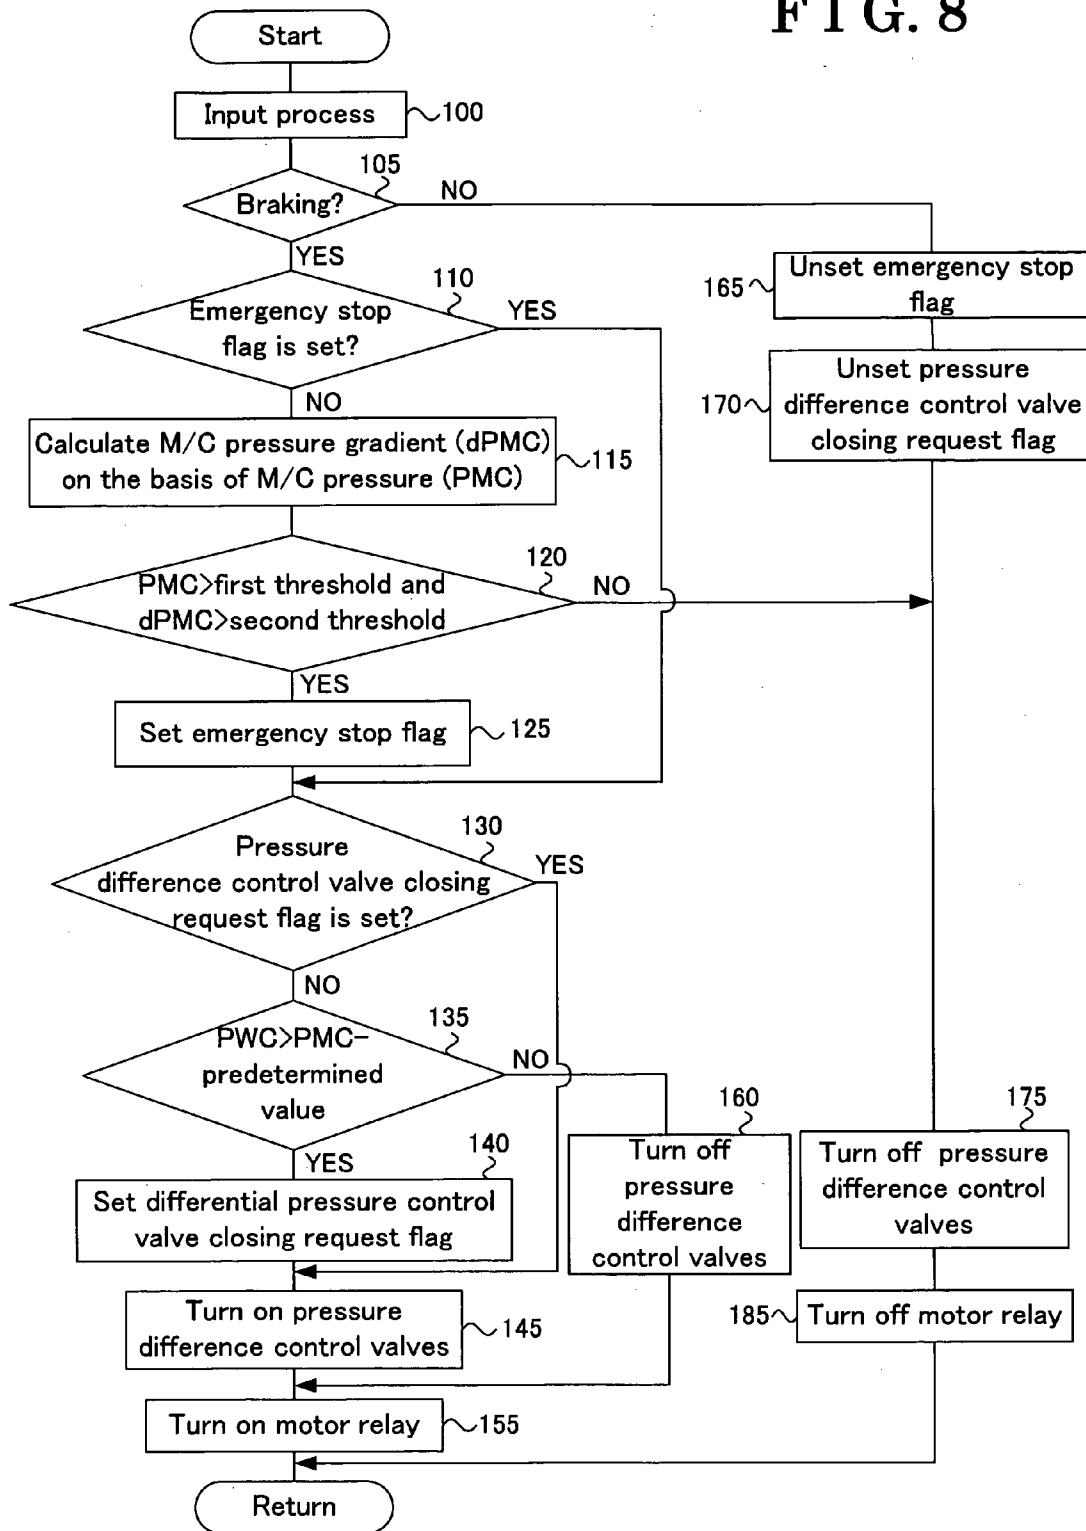 FIG. 8
Start
Input process
100
105
Braking?
NO
YES
Unset emergency stop
flag
165
110
Emergency stop
flag is set?
YES
NO
Unset pressure
difference control valve
closing request flag
170
Calculate M/C pressure gradient (dPMC)
on the basis of M/C pressure (PMC)
115
120
PMC>first threshold and
dPMC>second threshold
NO
YES
Set emergency stop flag
125
130
Pressure
difference control valve closing
request flag is set?
YES
NO
135
PWC>PMC-
predetermined
value
NO
YES
140
Set differential pressure control
valve closing request flag
160
Turn off
pressure
difference
control valves
175
Turn off pressure
difference control
valves
Turn on pressure
difference control valves
145
185
Turn off motor relay
Turn on motor relay
155
Return